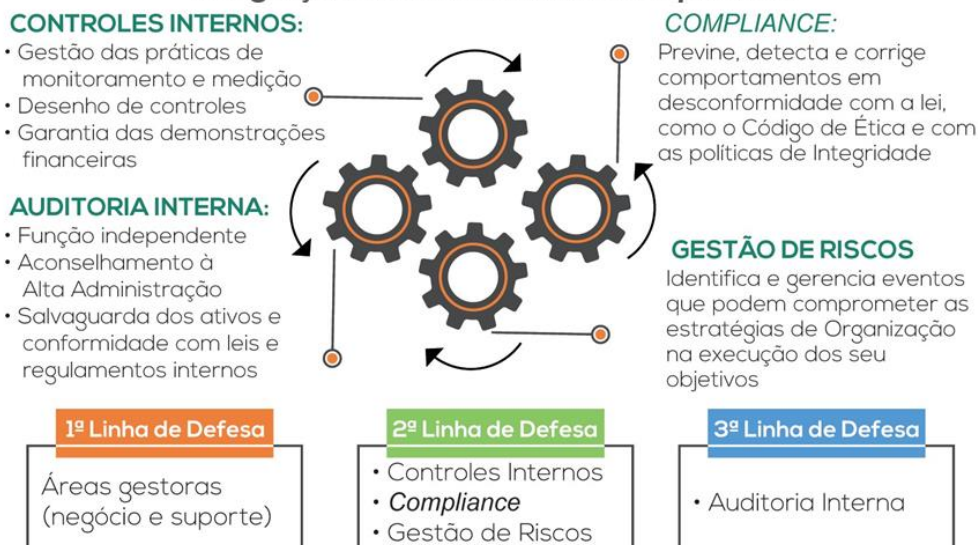 CONTROLES INTERNOS:
• Gestão das práticas de
monitoramento e medição
• Desenho de controles
• Garantia das demonstrações
financeiras
AUDITORIA INTERNA:
• Função independente
• Aconselhamento à
Alta Administração
• Salvaguarda dos ativos e
conformidade com leis e
regulamentos internos
COMPLIANCE:
Previne, detecta e corrige
comportamentos em
desconformidade com a lei,
como o Código de Ética e com
as políticas de Integridade
GESTÃO DE RISCOS
Identifica e gerencia eventos
que podem comprometer as
estratégias de Organização
na execução dos seu
objetivos
1ª Linha de Defesa
Áreas gestoras
(negócio e suporte)
2ª Linha de Defesa
• Controles Internos
• Compliance
• Gestão de Riscos
3ª Linha de Defesa
• Auditoria Interna